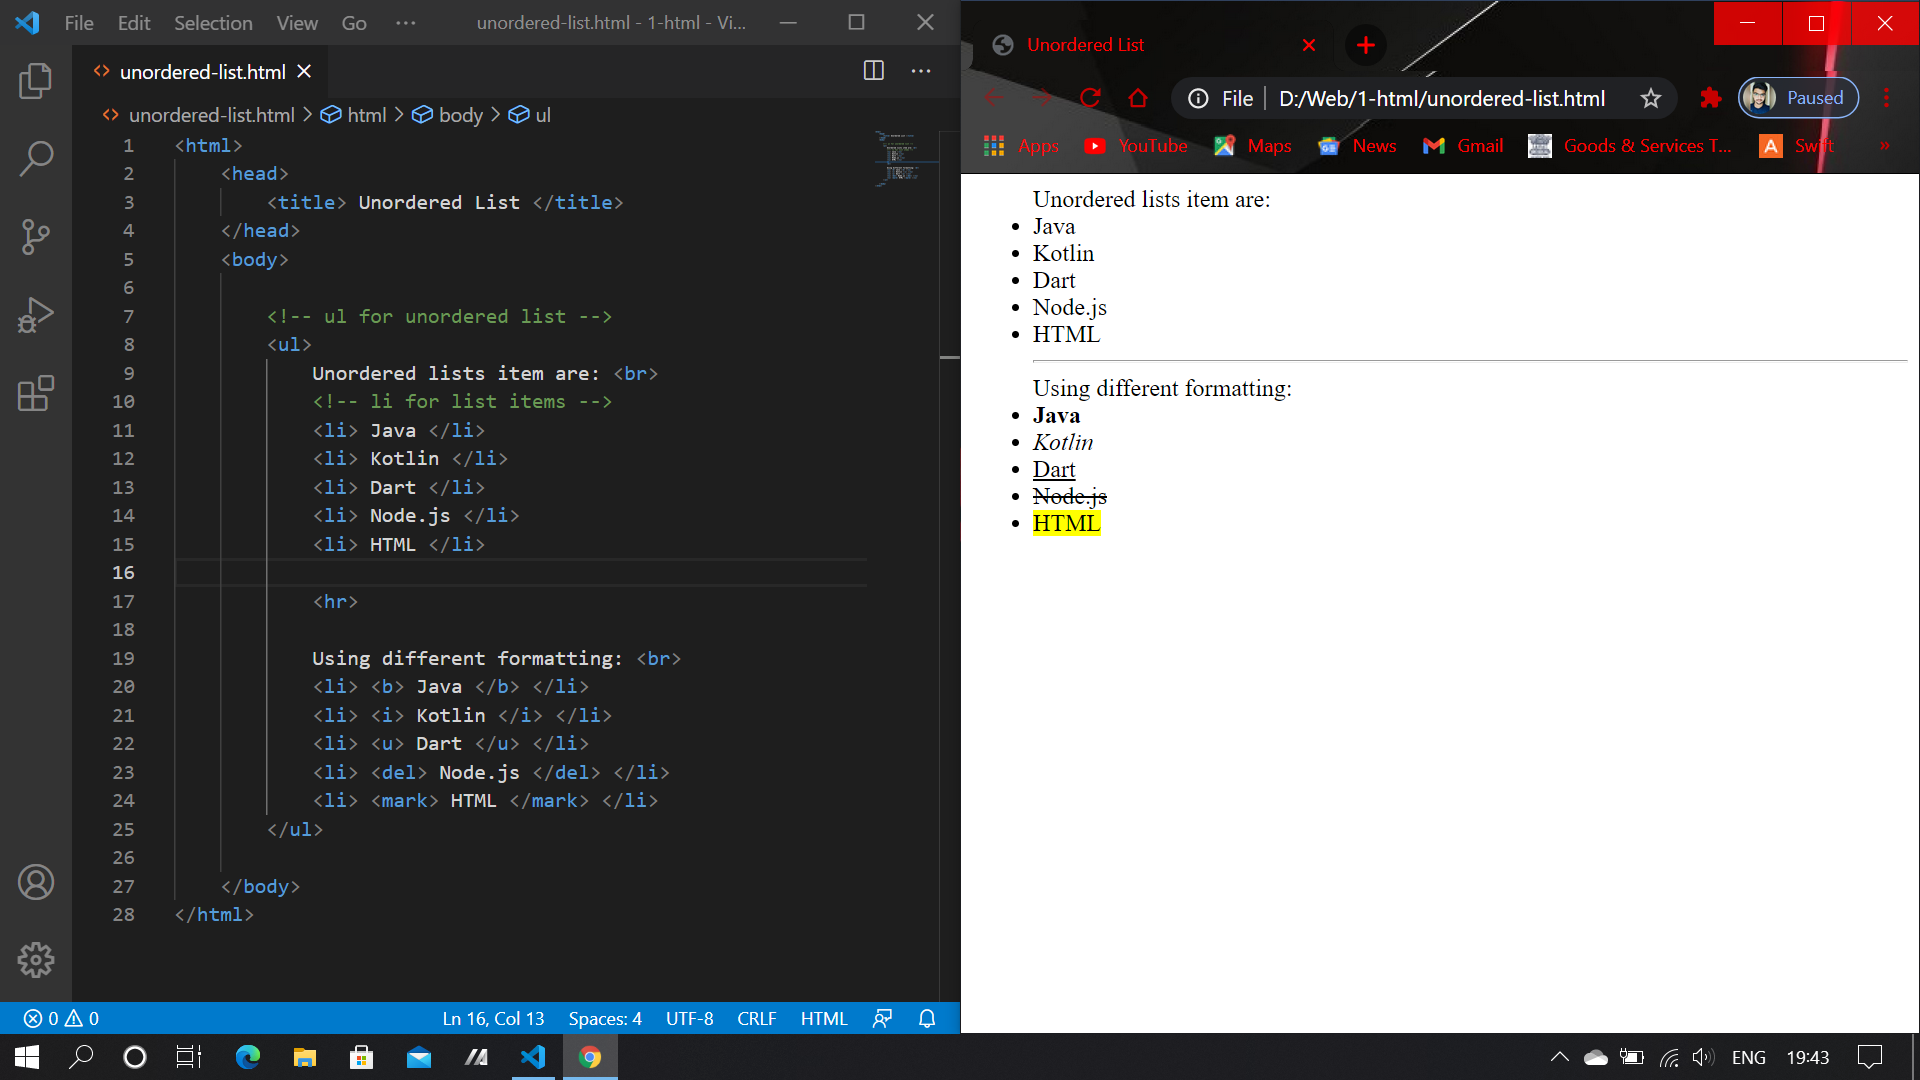 File Edit Selection View Go ··· unordered-list.html - 1-html - Vi...
unordered-list.html
unordered-list.html > html > body > ul
1 <html>
2 <head>
3 <title> Unordered List </title>
4 </head>
5 <body>
6
7 <!-- ul for unordered list -->
8 <ul>
9 Unordered lists item are: <br>
10 <!-- li for list items -->
11 <li> Java </li>
12 <li> Kotlin </li>
13 <li> Dart </li>
14 <li> Node.js </li>
15 <li> HTML </li>
16
17 <hr>
18
19 Using different formatting: <br>
20 <li> <b> Java </b> </li>
21 <li> <i> Kotlin </i> </li>
22 <li> <u> Dart </u> </li>
23 <li> <del> Node.js </del> </li>
24 <li> <mark> HTML </mark> </li>
25 </ul>
26
27 </body>
28 </html>
0 0 Ln 16, Col 13 Spaces: 4 UTF-8 CRLF HTML
Unordered List
File D:/Web/1-html/unordered-list.html Paused
Apps YouTube Maps News Gmail Goods & Services T... A Swift »
Unordered lists item are:
• Java
• Kotlin
• Dart
• Node.js
• HTML
Using different formatting:
• Java
• Kotlin
• Dart
• Node.js
• HTML
ENG 19:43